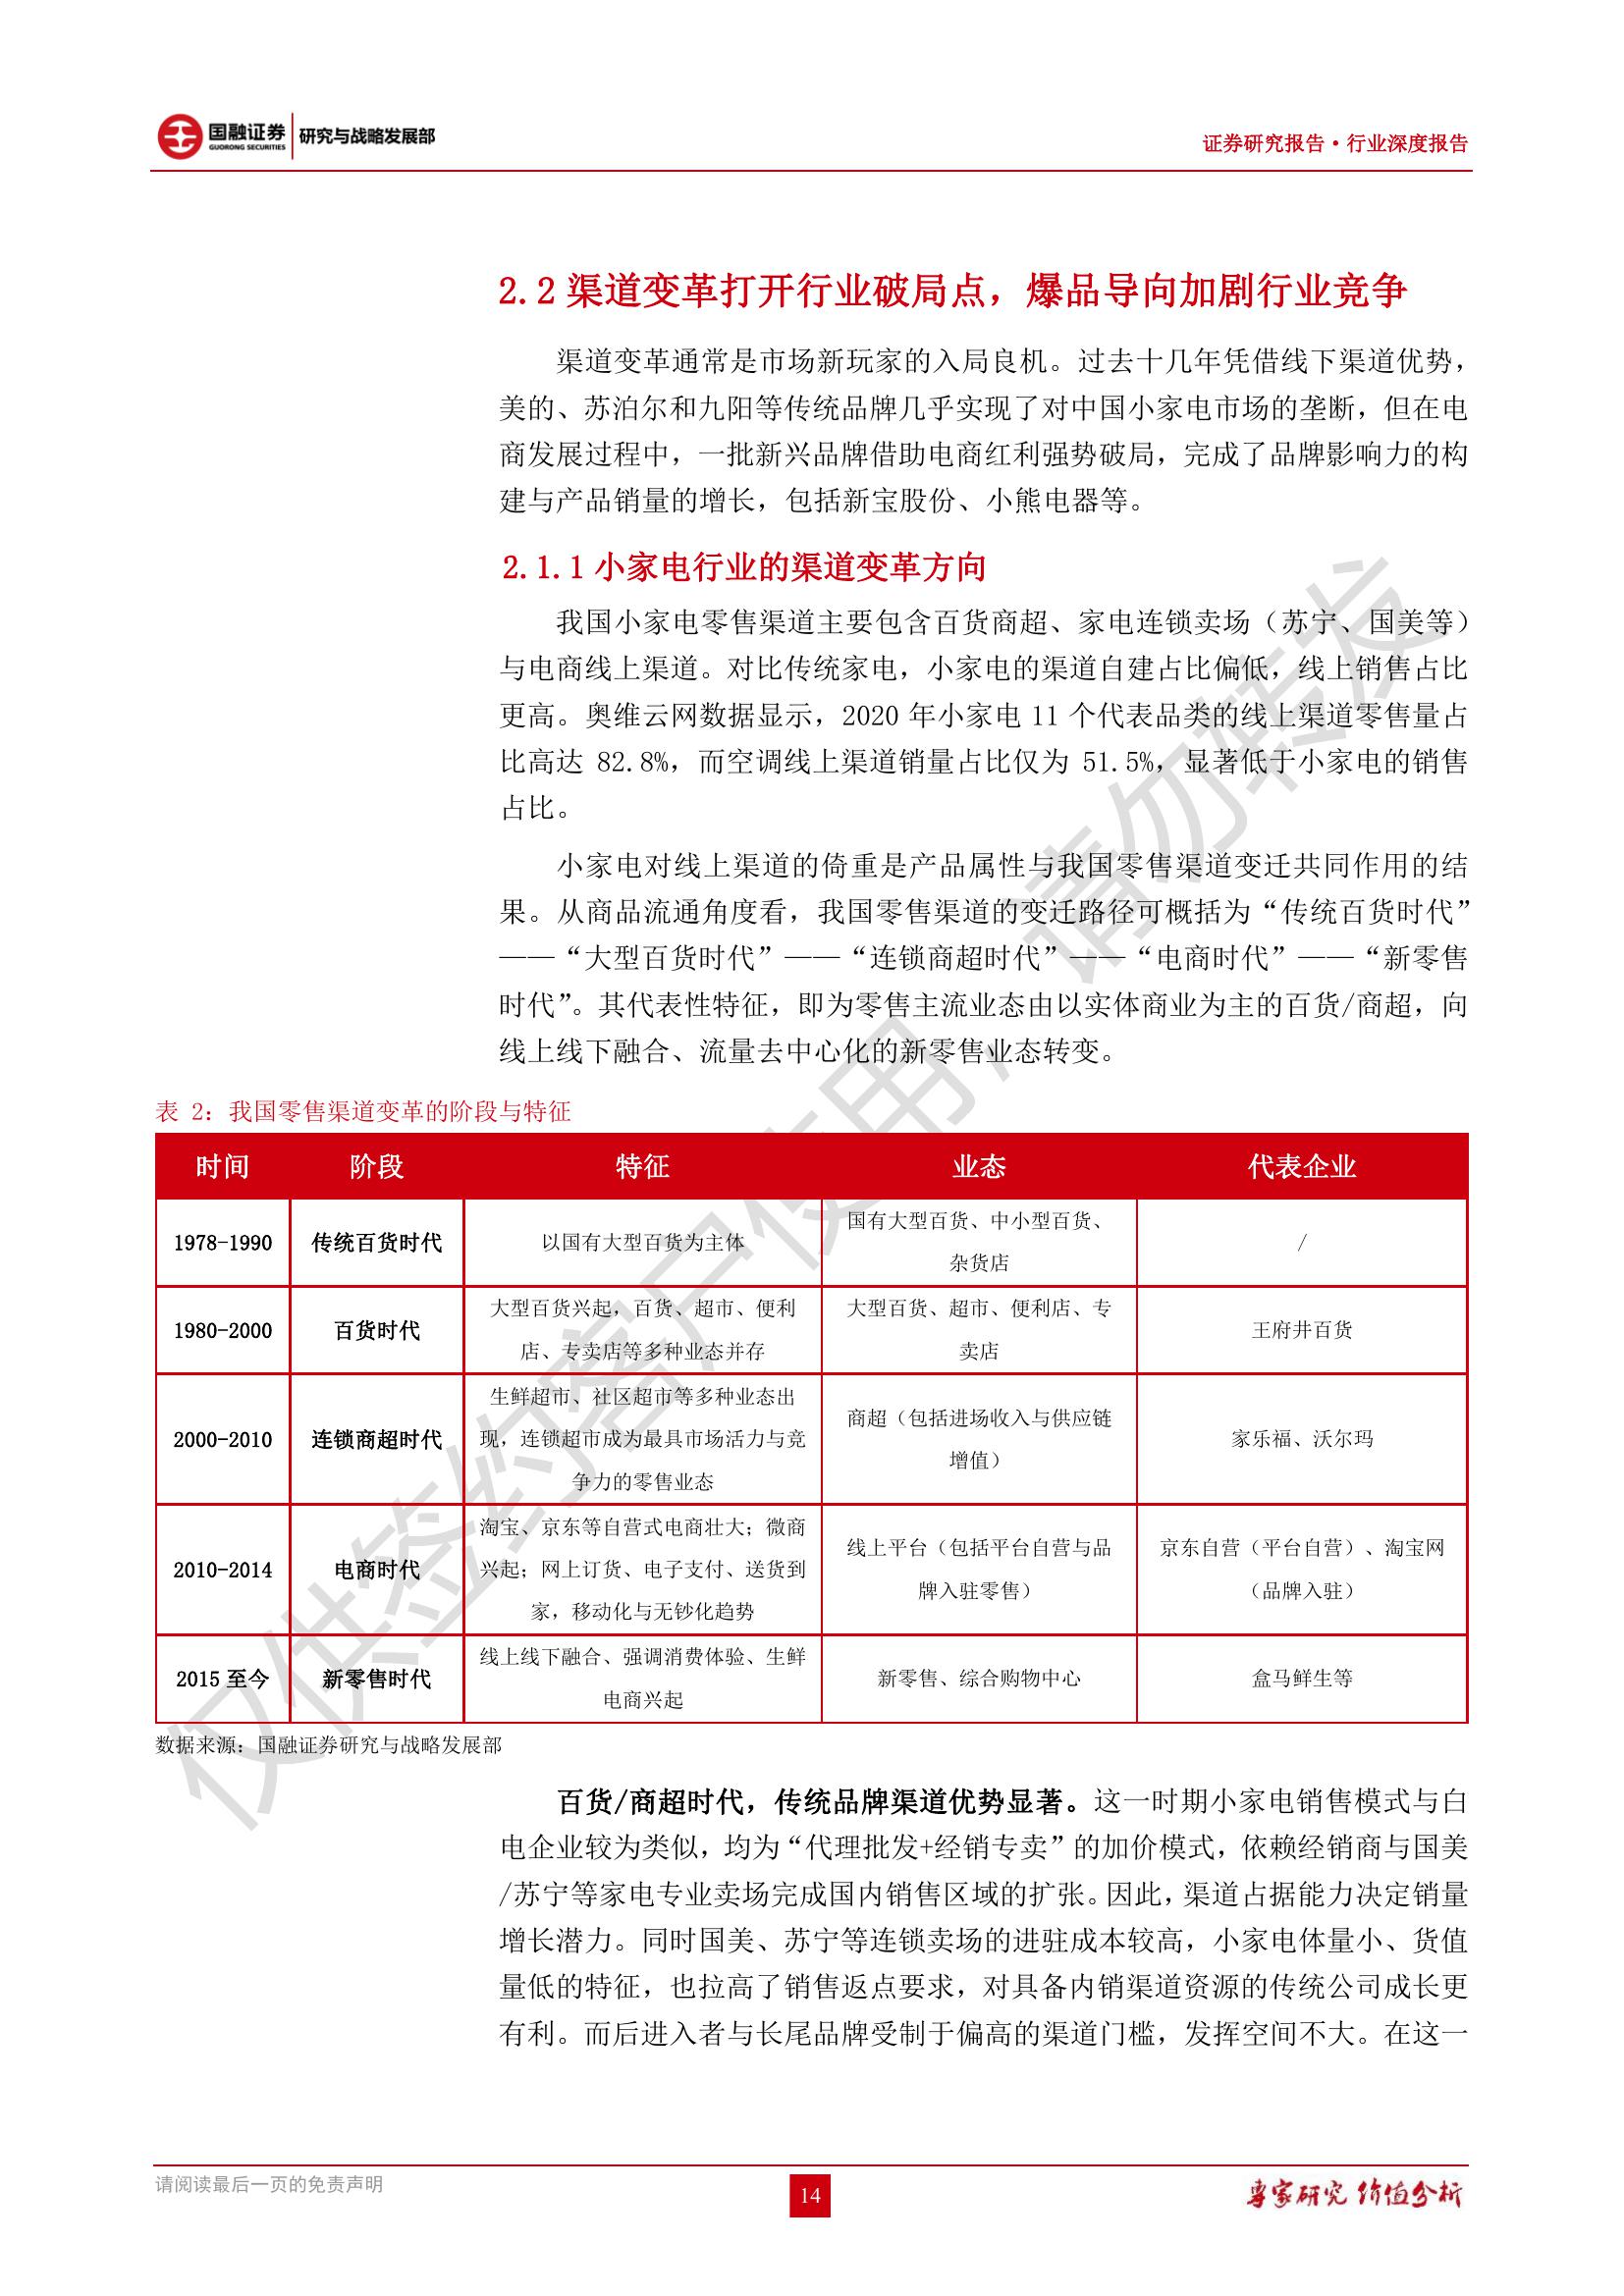 国融证券
GUORONG SECURITIES
研究与战略发展部
证券研究报告·行业深度报告
2.2 渠道变革打开行业破局点，爆品导向加剧行业竞争
渠道变革通常是市场新玩家的入局良机。过去十几年凭借线下渠道优势，
美的、苏泊尔和九阳等传统品牌几乎实现了对中国小家电市场的垄断，但在电
商发展过程中，一批新兴品牌借助电商红利强势破局，完成了品牌影响力的构
建与产品销量的增长，包括新宝股份、小熊电器等。
2.1.1 小家电行业的渠道变革方向
我国小家电零售渠道主要包含百货商超、家电连锁卖场（苏宁、国美等）
与电商线上渠道。对比传统家电，小家电的渠道自建占比偏低，线上销售占比
更高。奥维云网数据显示，2020 年小家电 11 个代表品类的线上渠道零售量占
比高达 82.8%，而空调线上渠道销量占比仅为 51.5%，显著低于小家电的销售
占比。
小家电对线上渠道的倚重是产品属性与我国零售渠道变迁共同作用的结
果。从商品流通角度看，我国零售渠道的变迁路径可概括为“传统百货时代”
——“大型百货时代”——“连锁商超时代”——“电商时代”——“新零售
时代”。其代表性特征，即为零售主流业态由以实体商业为主的百货/商超，向
线上线下融合、流量去中心化的新零售业态转变。
表 2：我国零售渠道变革的阶段与特征
时间 阶段 特征 业态 代表企业
1978-1990 传统百货时代 以国有大型百货为主体 国有大型百货、中小型百货、
杂货店 /
1980-2000 百货时代 大型百货兴起，百货、超市、便利
店、专卖店等多种业态并存 大型百货、超市、便利店、专
卖店 王府井百货
2000-2010 连锁商超时代 生鲜超市、社区超市等多种业态出
现，连锁超市成为最具市场活力与竞
争力的零售业态 商超（包括进场收入与供应链
增值） 家乐福、沃尔玛
2010-2014 电商时代 淘宝、京东等自营式电商壮大；微商
兴起；网上订货、电子支付、送货到
家，移动化与无钞化趋势 线上平台（包括平台自营与品
牌入驻零售） 京东自营（平台自营）、淘宝网
（品牌入驻）
2015 至今 新零售时代 线上线下融合、强调消费体验、生鲜
电商兴起 新零售、综合购物中心 盒马鲜生等
数据来源：国融证券研究与战略发展部
百货/商超时代，传统品牌渠道优势显著。这一时期小家电销售模式与白
电企业较为类似，均为“代理批发+经销专卖”的加价模式，依赖经销商与国美
/苏宁等家电专业卖场完成国内销售区域的扩张。因此，渠道占据能力决定销量
增长潜力。同时国美、苏宁等连锁卖场的进驻成本较高，小家电体量小、货值
量低的特征，也拉高了销售返点要求，对具备内销渠道资源的传统公司成长更
有利。而后进入者与长尾品牌受制于偏高的渠道门槛，发挥空间不大。在这一
请阅读最后一页的免责声明
14
专家研究 价值分析
仅供签约客户使用，请勿转发